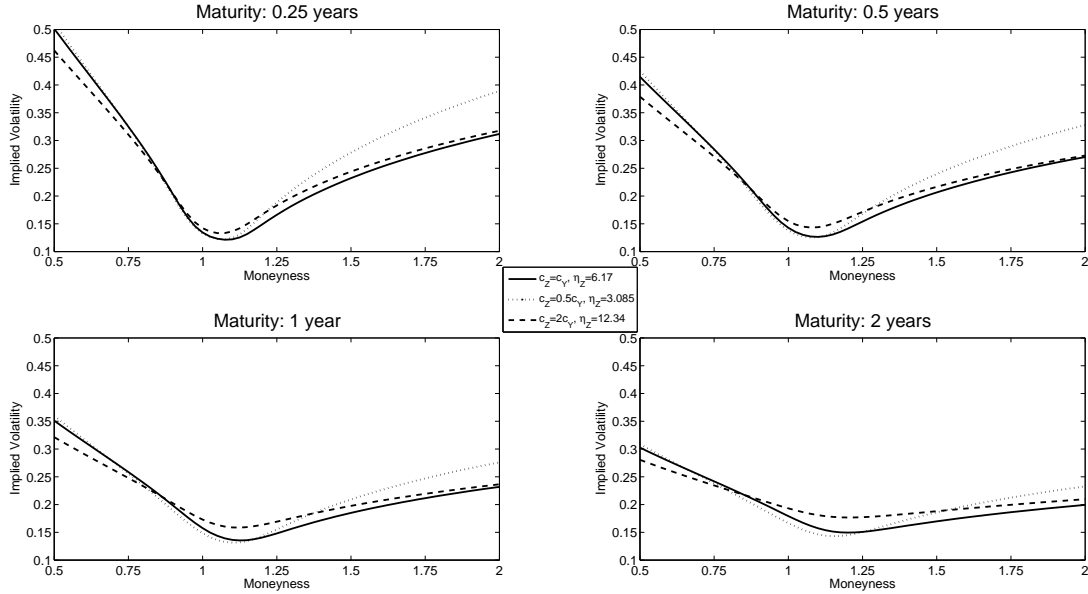 Maturity: 0.25 years
0.5
0.45
0.4
0.35
0.3
0.25
0.2
0.15
0.1
Implied Volatility
0.5 0.75 1 1.25 1.5 1.75 2
Moneyness
Maturity: 0.5 years
0.5
0.45
0.4
0.35
0.3
0.25
0.2
0.15
0.1
Implied Volatility
0.5 0.75 1 1.25 1.5 1.75 2
Moneyness
c_Z=c_Y, η_Z=6.17
c_Z=0.5c_Y, η_Z=3.085
c_Z=2c_Y, η_Z=12.34
Maturity: 1 year
0.5
0.45
0.4
0.35
0.3
0.25
0.2
0.15
0.1
Implied Volatility
0.5 0.75 1 1.25 1.5 1.75 2
Moneyness
Maturity: 2 years
0.5
0.45
0.4
0.35
0.3
0.25
0.2
0.15
0.1
Implied Volatility
0.5 0.75 1 1.25 1.5 1.75 2
Moneyness